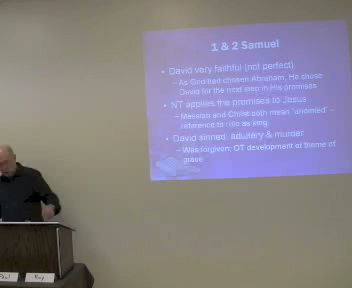 1 & 2 Samuel
• David very faithful (not perfect)
– As God had chosen Abraham, He chose
David for the next step in His promises
• NT applies the promises to Jesus
– Messiah and Christ both mean "anointed" –
reference to role as king
• David sinned: adultery & murder
– Was forgiven: OT development of theme of
grace
Paul